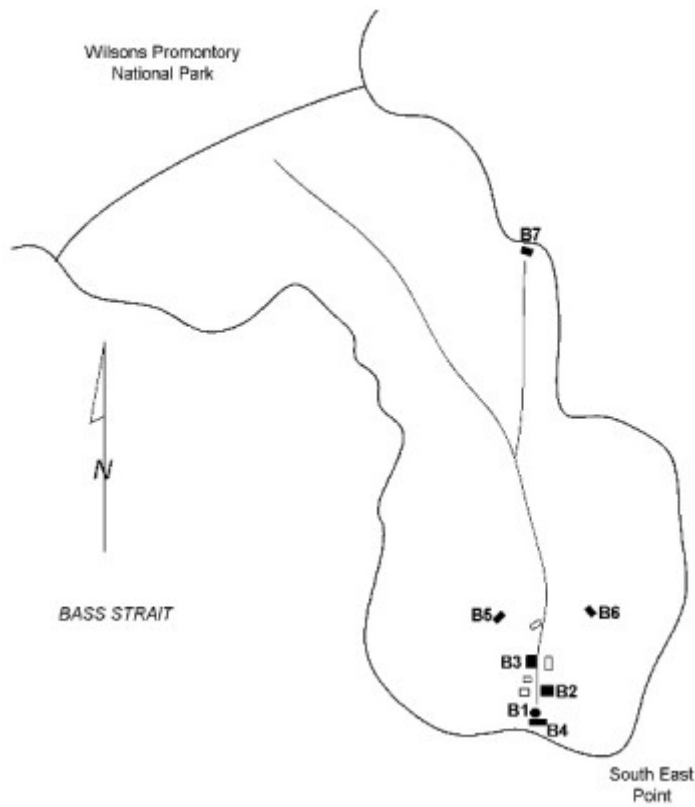 Wilsons Promontory
National Park
B7
N
BASS STRAIT
B5
B6
B3
B2
B1
B4
South East
Point